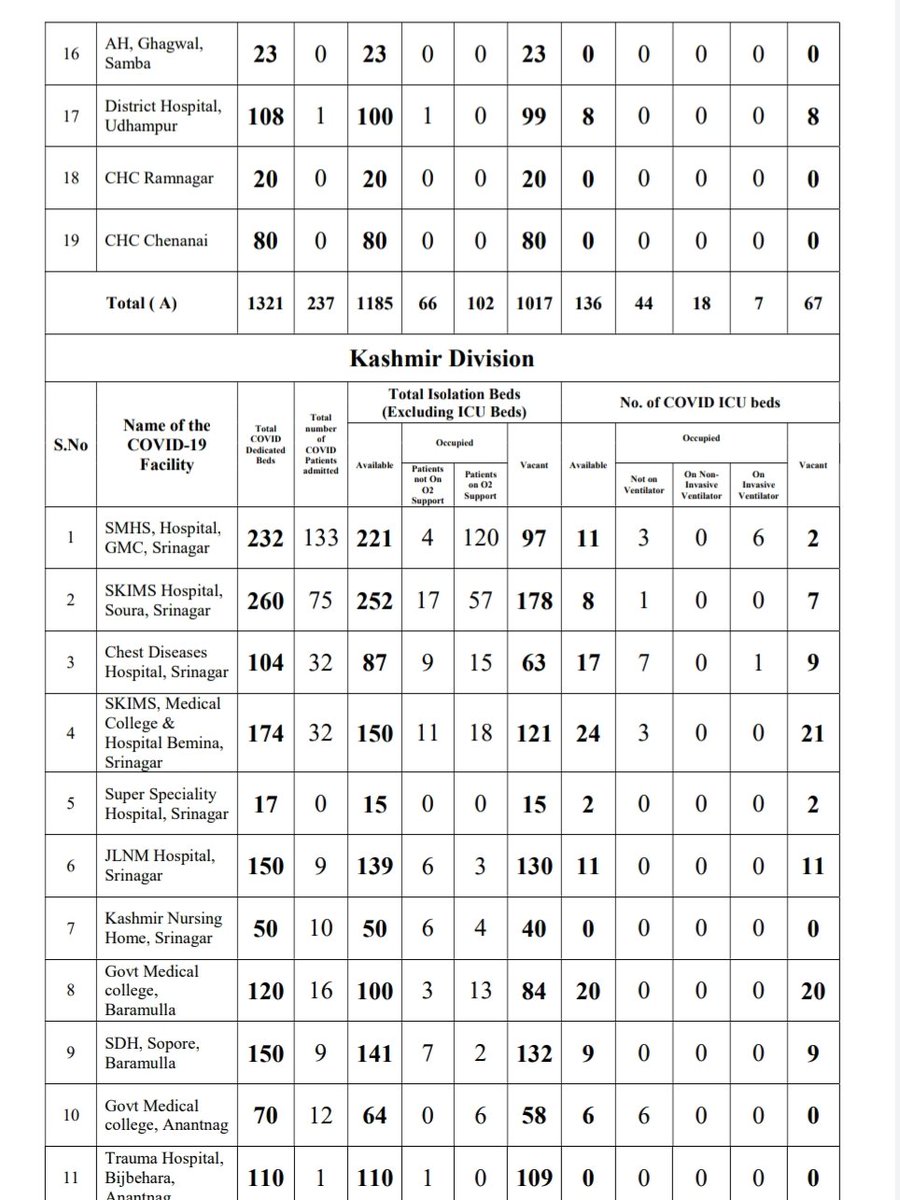 16 AH, Ghagwal, Samba 23 0 23 0 0 23 0 0 0 0 0
17 District Hospital, Udhampur 108 1 100 1 0 99 8 0 0 0 8
18 CHC Ramnagar 20 0 20 0 0 20 0 0 0 0 0
19 CHC Chenanai 80 0 80 0 0 80 0 0 0 0 0
Total ( A) 1321 237 1185 66 102 1017 136 44 18 7 67
Kashmir Division
S.No Name of the COVID-19 Facility Total COVID Dedicated Beds Total number of COVID Patients admitted Total Isolation Beds (Excluding ICU Beds) No. of COVID ICU beds
Available Occupied Vacant Available Occupied Vacant
Patients not On O2 Support Patients on O2 Support Not on Ventilator On Non-Invasive Ventilator On Invasive Ventilator
1 SMHS, Hospital, GMC, Srinagar 232 133 221 4 120 97 11 3 0 6 2
2 SKIMS Hospital, Soura, Srinagar 260 75 252 17 57 178 8 1 0 0 7
3 Chest Diseases Hospital, Srinagar 104 32 87 9 15 63 17 7 0 1 9
4 SKIMS, Medical College & Hospital Bemina, Srinagar 174 32 150 11 18 121 24 3 0 0 21
5 Super Speciality Hospital, Srinagar 17 0 15 0 0 15 2 0 0 0 2
6 JLNM Hospital, Srinagar 150 9 139 6 3 130 11 0 0 0 11
7 Kashmir Nursing Home, Srinagar 50 10 50 6 4 40 0 0 0 0 0
8 Govt Medical college, Baramulla 120 16 100 3 13 84 20 0 0 0 20
9 SDH, Sopore, Baramulla 150 9 141 7 2 132 9 0 0 0 9
10 Govt Medical college, Anantnag 70 12 64 0 6 58 6 6 0 0 0
11 Trauma Hospital, Bijbehara, Anantnag 110 1 110 1 0 109 0 0 0 0 0